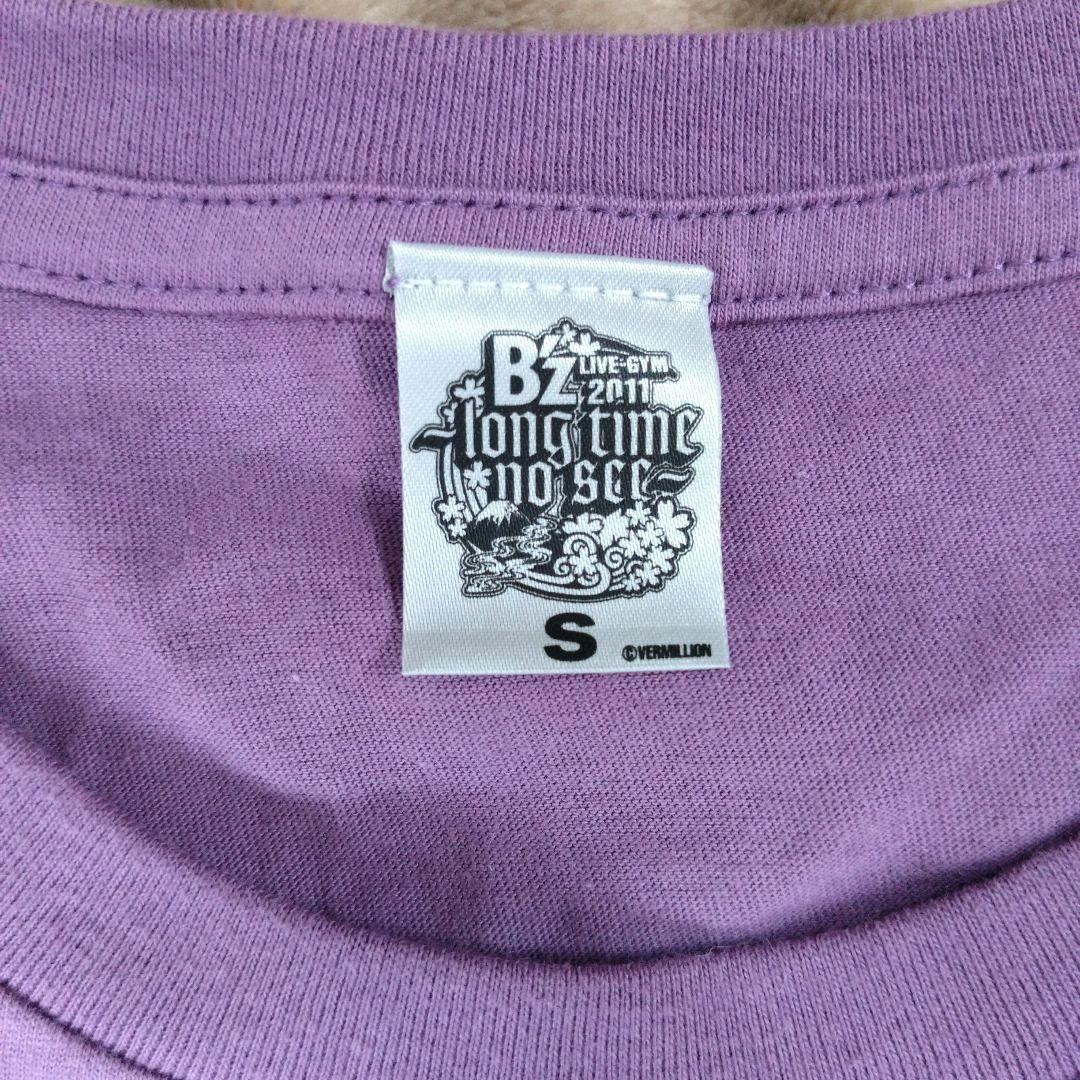 B'z LIVE-GYM
2011
~long time
no see~
S
©VERMILLION